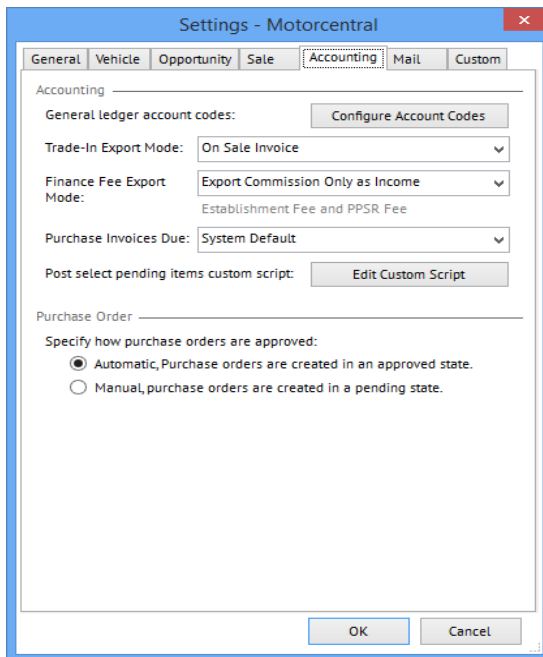 Settings - Motorcentral
General Vehicle Opportunity Sale Accounting Mail Custom
Accounting
General ledger account codes: Configure Account Codes
Trade-In Export Mode: On Sale Invoice
Finance Fee Export Mode: Export Commission Only as Income
Establishment Fee and PPSR Fee
Purchase Invoices Due: System Default
Post select pending items custom script: Edit Custom Script
Purchase Order
Specify how purchase orders are approved:
Automatic, Purchase orders are created in an approved state.
Manual, purchase orders are created in a pending state.
OK Cancel